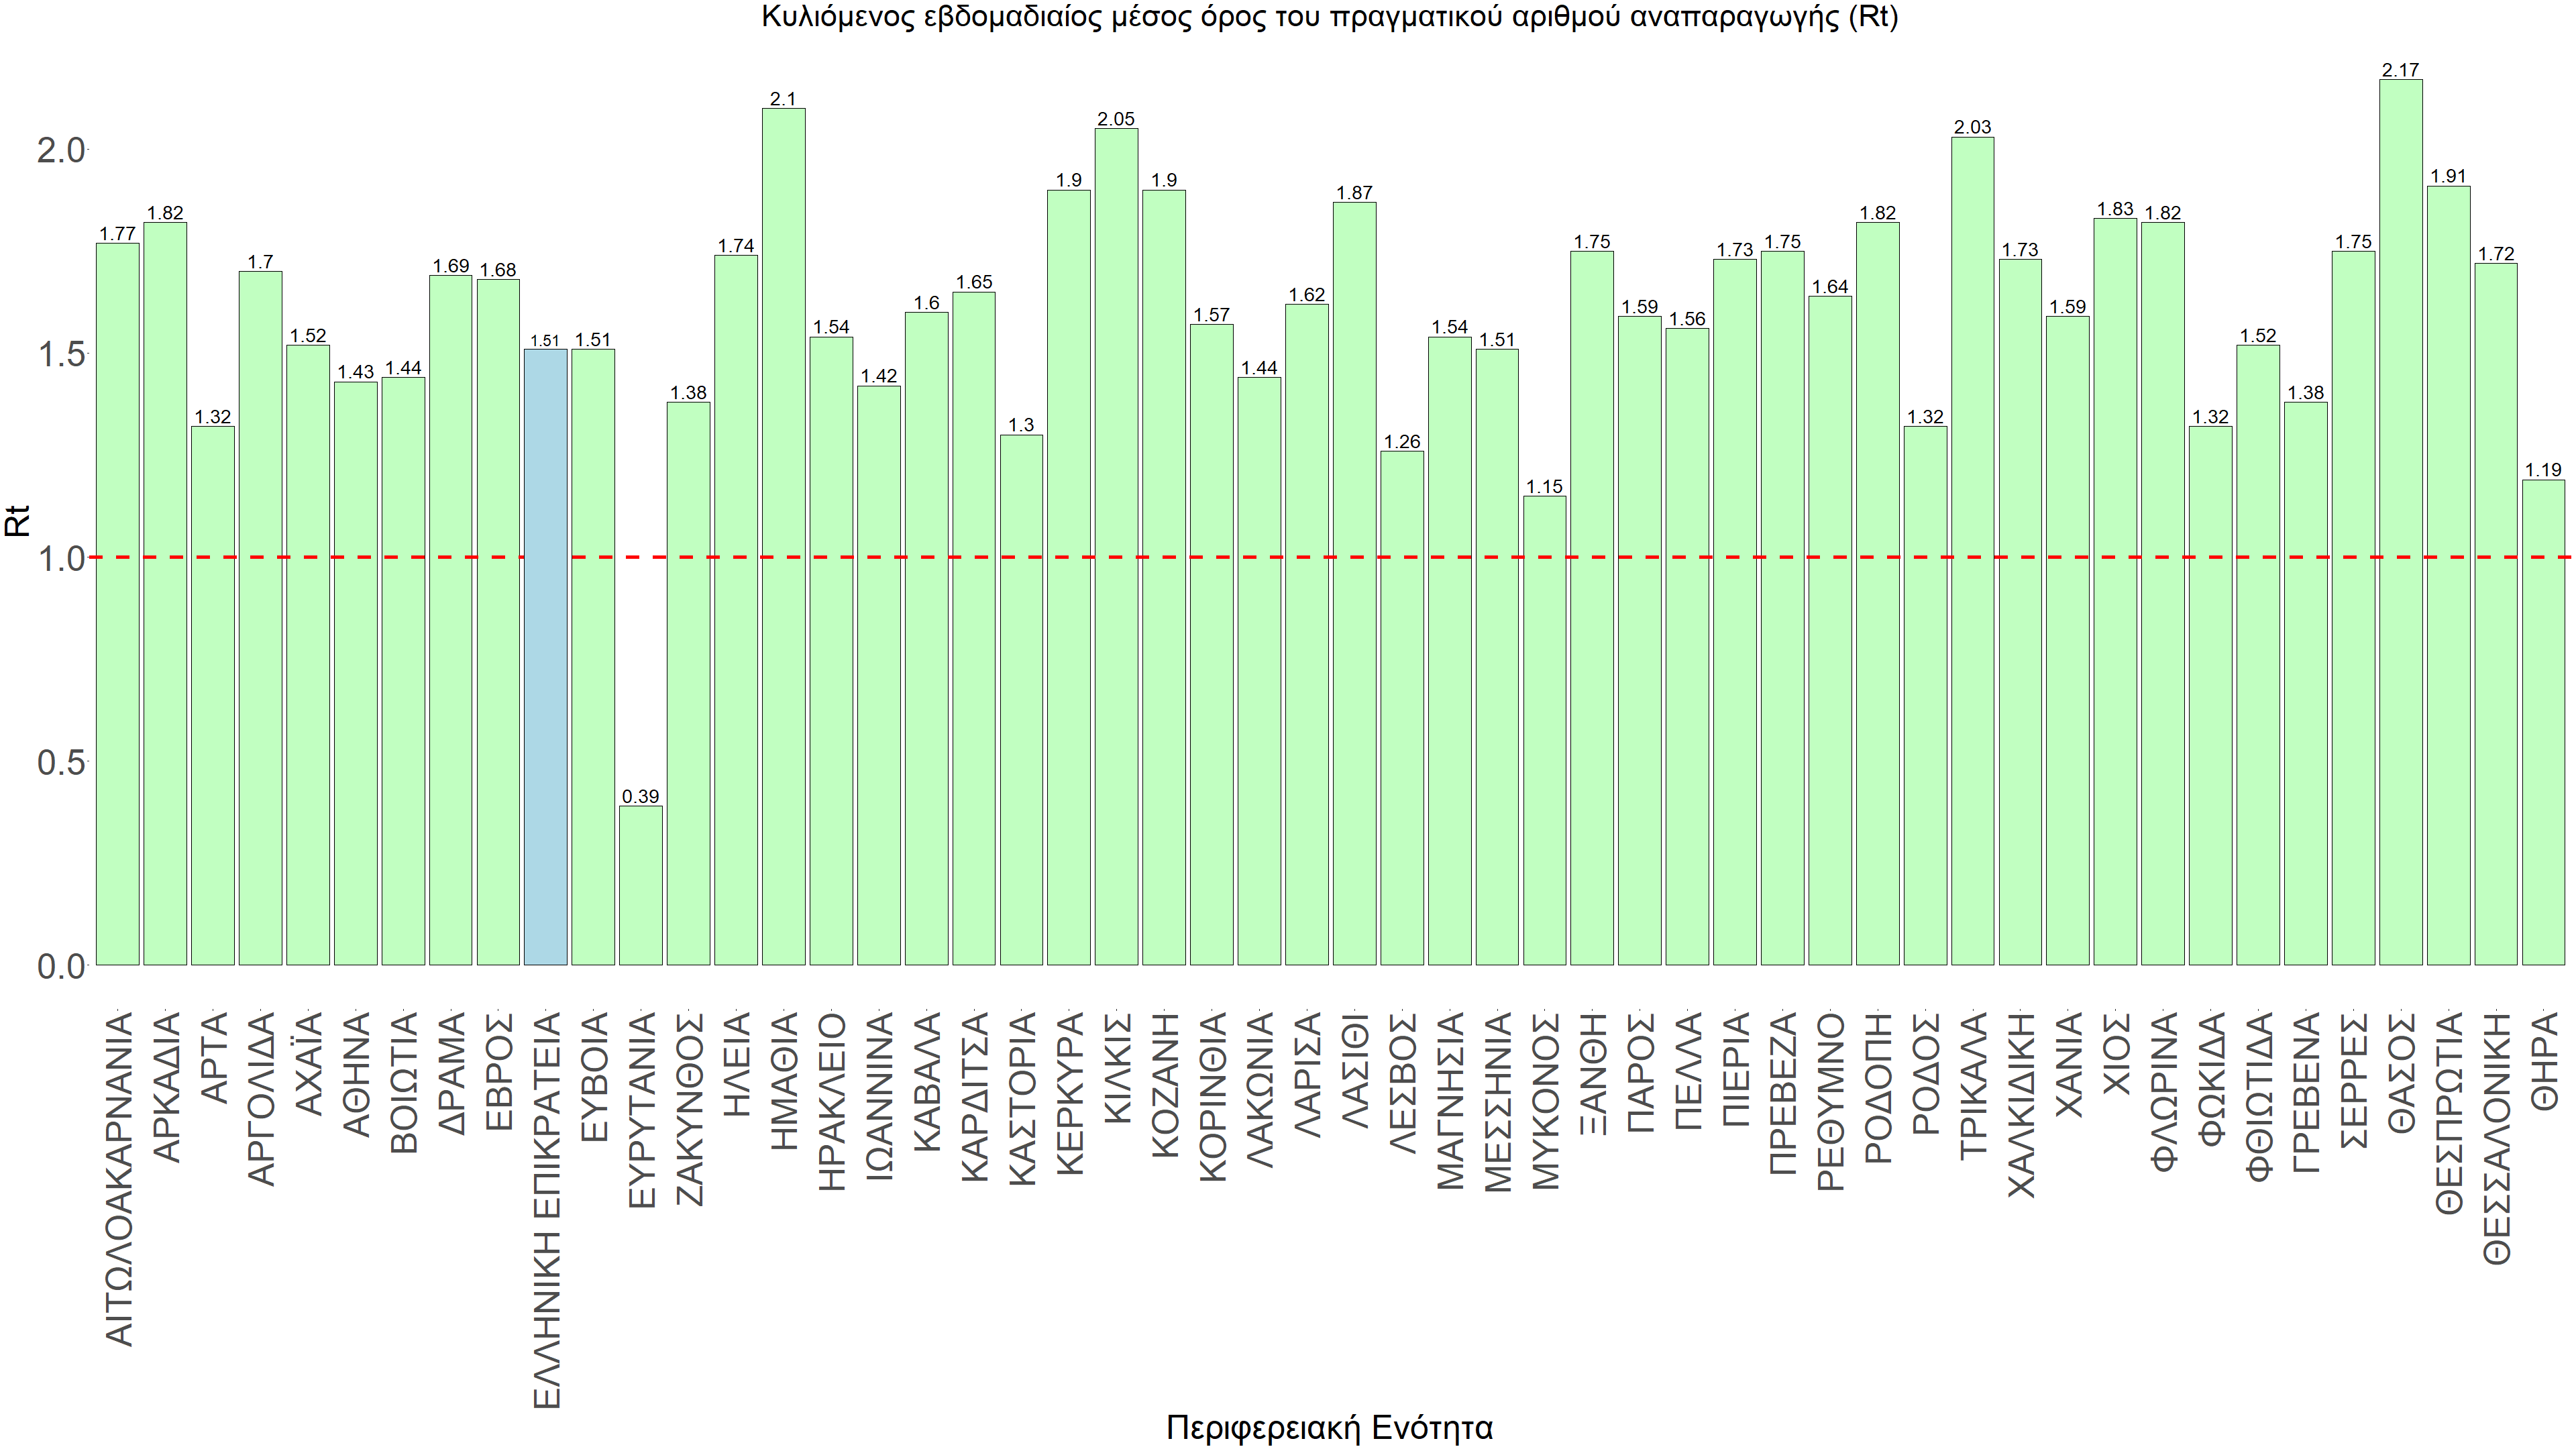 Κυλιόμενος εβδομαδιαίος μέσος όρος του πραγματικού αριθμού αναπαραγωγής (Rt)
Rt
2.0
1.5
1.0
0.5
0.0
1.77
1.82
1.32
1.7
1.52
1.43
1.44
1.69
1.68
1.51
1.51
0.39
1.38
1.74
2.1
1.54
1.42
1.6
1.65
1.3
1.9
2.05
1.9
1.57
1.44
1.62
1.87
1.26
1.54
1.51
1.15
1.75
1.59
1.56
1.73
1.75
1.64
1.82
1.32
2.03
1.73
1.59
1.83
1.82
1.32
1.52
1.38
1.75
2.17
1.91
1.72
1.19
ΑΙΤΩΛΟΑΚΑΡΝΑΝΙΑ
ΑΡΚΑΔΙΑ
ΑΡΤΑ
ΑΡΓΟΛΙΔΑ
ΑΧΑΪΑ
ΑΘΗΝΑ
ΒΟΙΩΤΙΑ
ΔΡΑΜΑ
ΕΒΡΟΣ
ΕΛΛΗΝΙΚΗ ΕΠΙΚΡΑΤΕΙΑ
ΕΥΒΟΙΑ
ΕΥΡΥΤΑΝΙΑ
ΖΑΚΥΝΘΟΣ
ΗΛΕΙΑ
ΗΜΑΘΙΑ
ΗΡΑΚΛΕΙΟ
ΙΩΑΝΝΙΝΑ
ΚΑΒΑΛΑ
ΚΑΡΔΙΤΣΑ
ΚΑΣΤΟΡΙΑ
ΚΕΡΚΥΡΑ
ΚΙΛΚΙΣ
ΚΟΖΑΝΗ
ΚΟΡΙΝΘΙΑ
ΛΑΚΩΝΙΑ
ΛΑΡΙΣΑ
ΛΑΣΙΘΙ
ΛΕΣΒΟΣ
ΜΑΓΝΗΣΙΑ
ΜΕΣΣΗΝΙΑ
ΜΥΚΟΝΟΣ
ΞΑΝΘΗ
ΠΑΡΟΣ
ΠΕΛΛΑ
ΠΙΕΡΙΑ
ΠΡΕΒΕΖΑ
ΡΕΘΥΜΝΟ
ΡΟΔΟΠΗ
ΡΟΔΟΣ
ΤΡΙΚΑΛΑ
ΧΑΛΚΙΔΙΚΗ
ΧΑΝΙΑ
ΧΙΟΣ
ΦΛΩΡΙΝΑ
ΦΩΚΙΔΑ
ΦΘΙΩΤΙΔΑ
ΓΡΕΒΕΝΑ
ΣΕΡΡΕΣ
ΘΑΣΟΣ
ΘΕΣΠΡΩΤΙΑ
ΘΕΣΣΑΛΟΝΙΚΗ
ΘΗΡΑ
Περιφερειακή Ενότητα